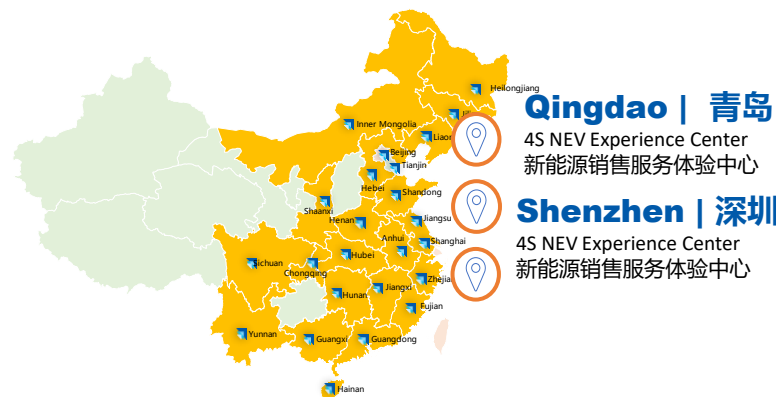 Heilongjiang
Inner Mongolia
Beijing
Tianjin
Hebei
Shandong
Shaanxi
Henan
Jiangsu
Anhui
Shanghai
Hubei
Sichuan
Chongqing
Hunan
Jiangxi
Fujian
Yunnan
Guangxi
Guangdong
Hainan
Qingdao | 青岛
4S NEV Experience Center
新能源销售服务体验中心
Shenzhen | 深圳
4S NEV Experience Center
新能源销售服务体验中心